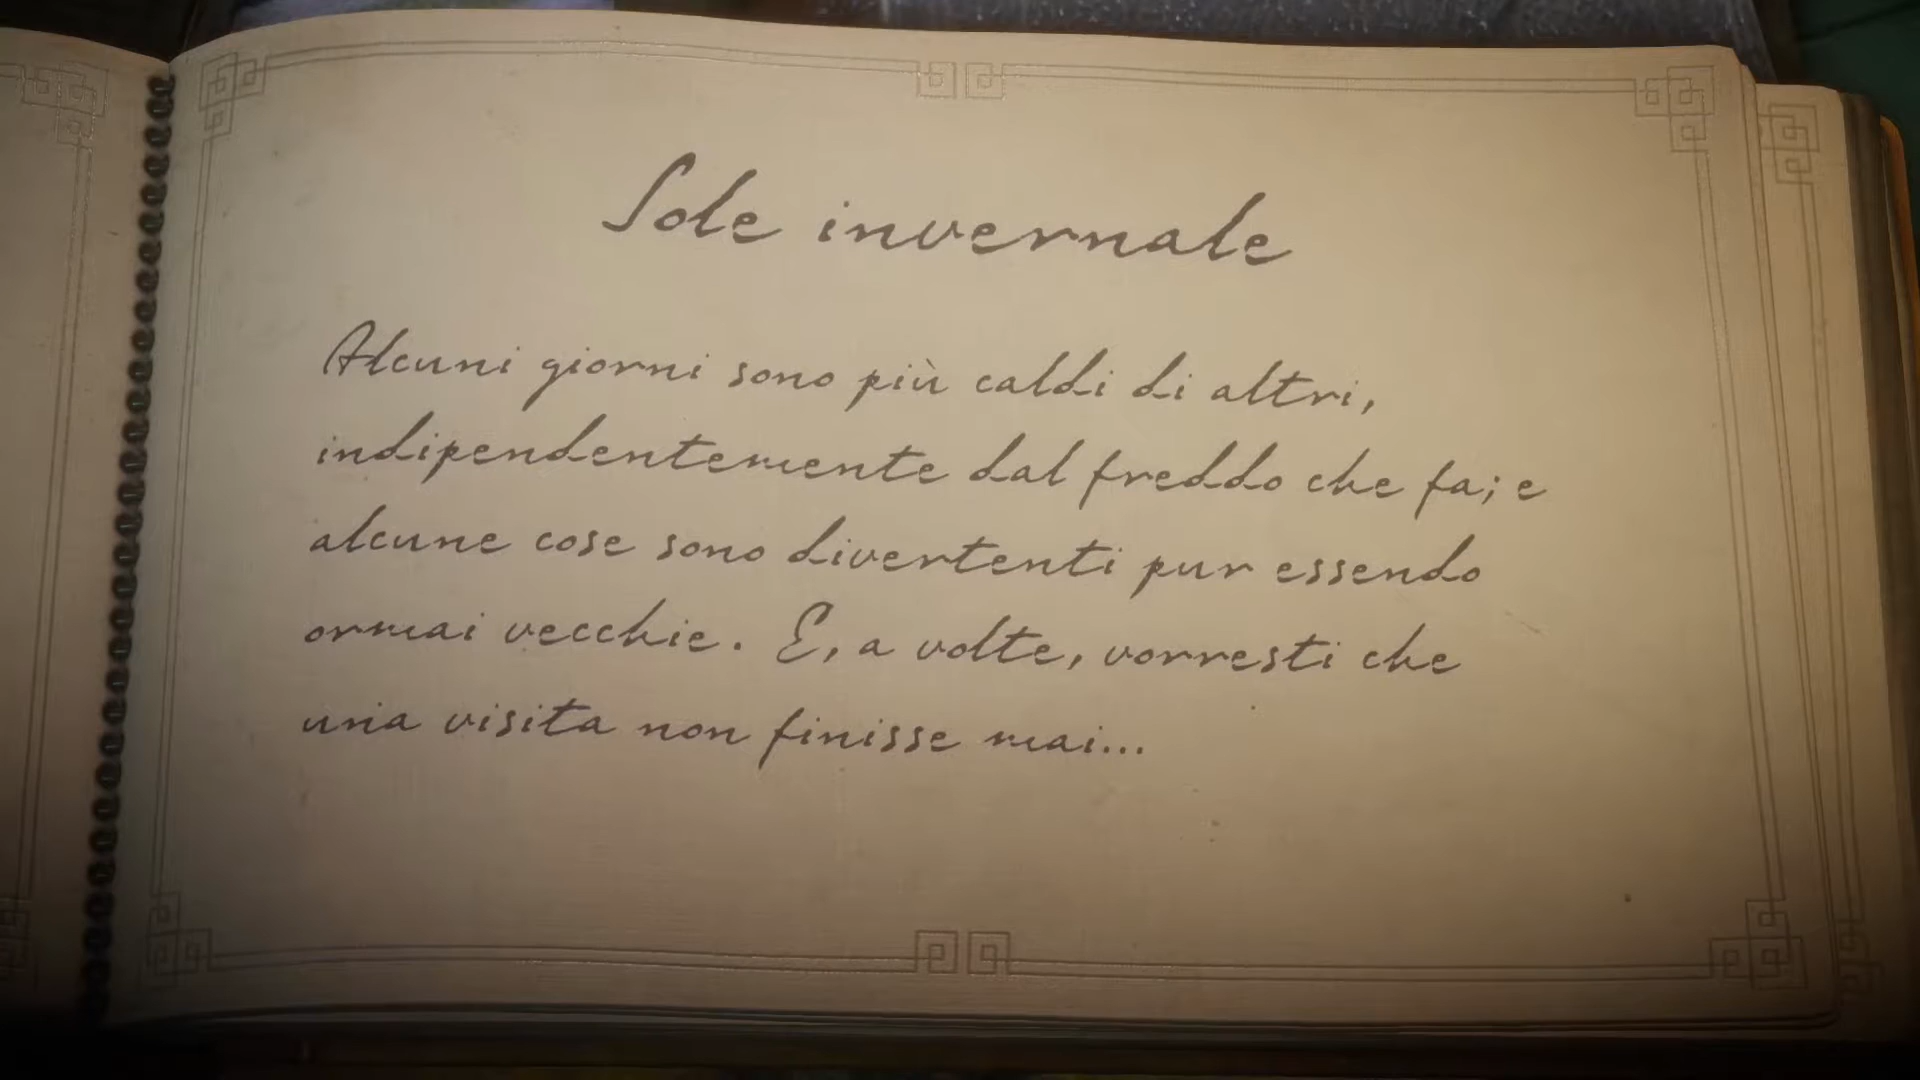 Sole invernale
Alcuni giorni sono più caldi di altri,
indipendentemente dal freddo che fa; e
alcune cose sono divertenti pur essendo
ormai vecchie. E, a volte, vorresti che
una visita non finisse mai...